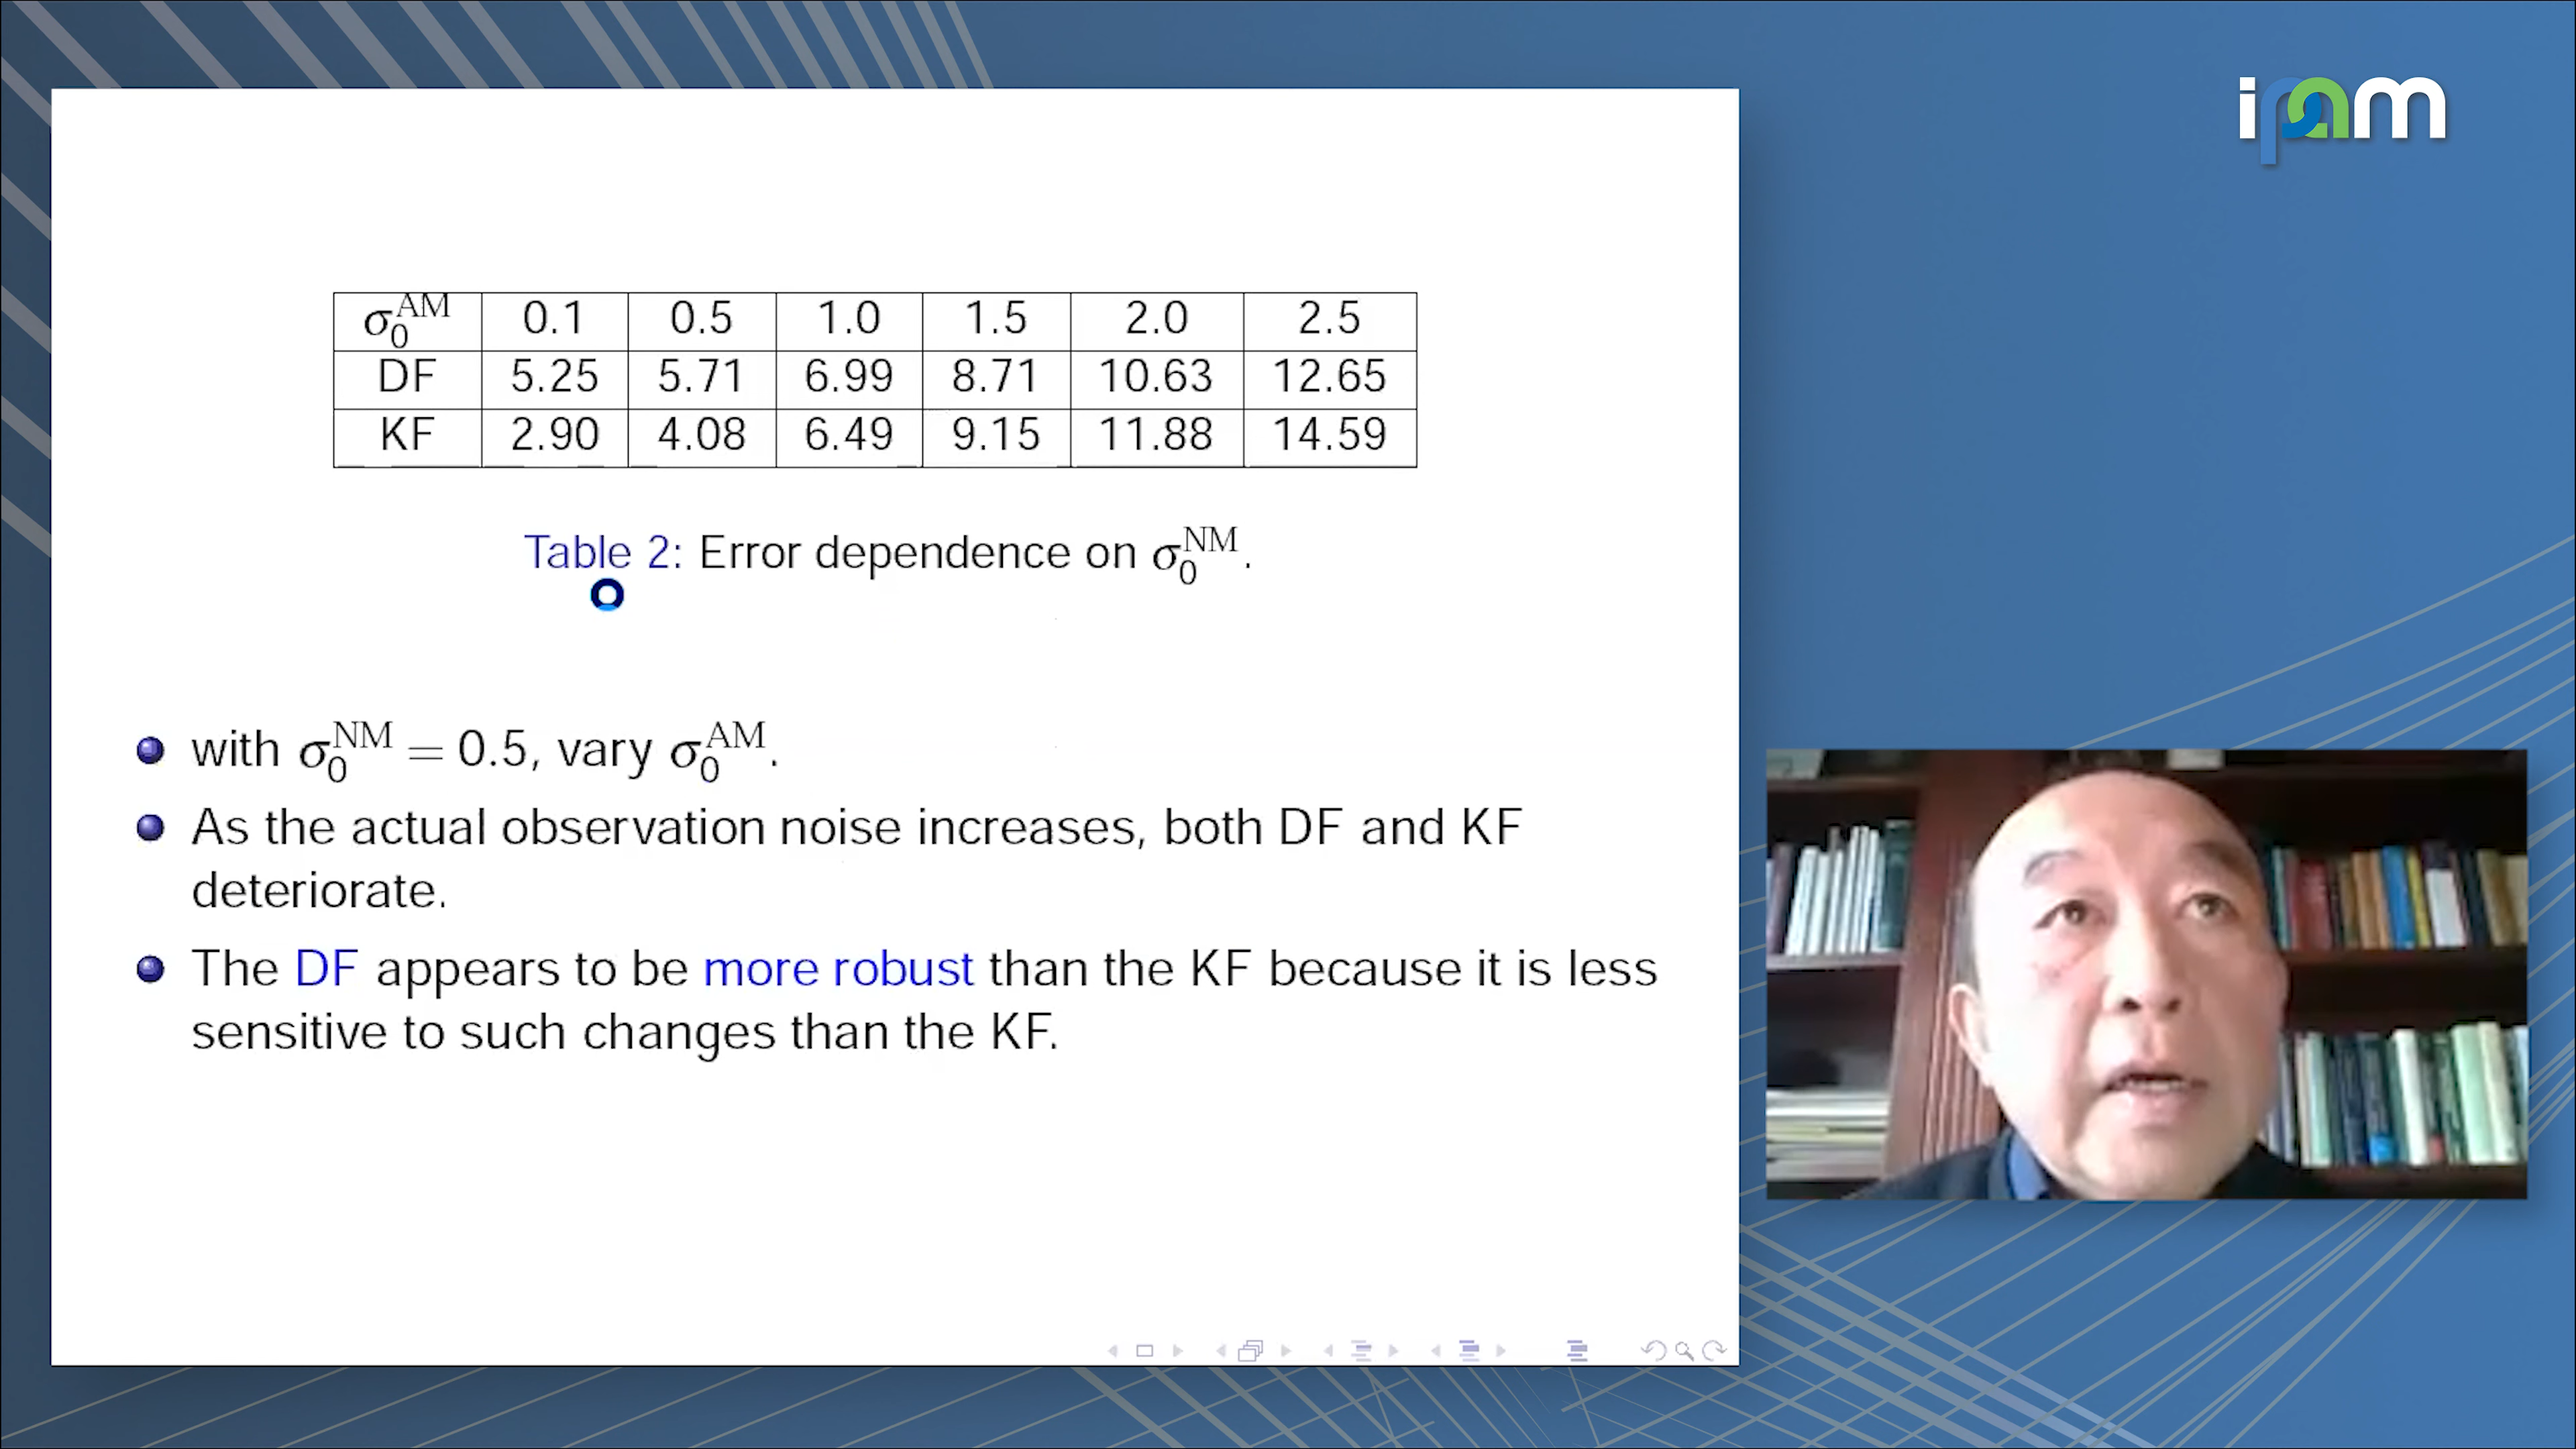 ipam
σ₀ᴬᴹ 0.1 0.5 1.0 1.5 2.0 2.5
DF 5.25 5.71 6.99 8.71 10.63 12.65
KF 2.90 4.08 6.49 9.15 11.88 14.59
Table 2: Error dependence on σ₀ᴺᴹ.
with σ₀ᴺᴹ = 0.5, vary σ₀ᴬᴹ.
As the actual observation noise increases, both DF and KF
deteriorate.
The DF appears to be more robust than the KF because it is less
sensitive to such changes than the KF.